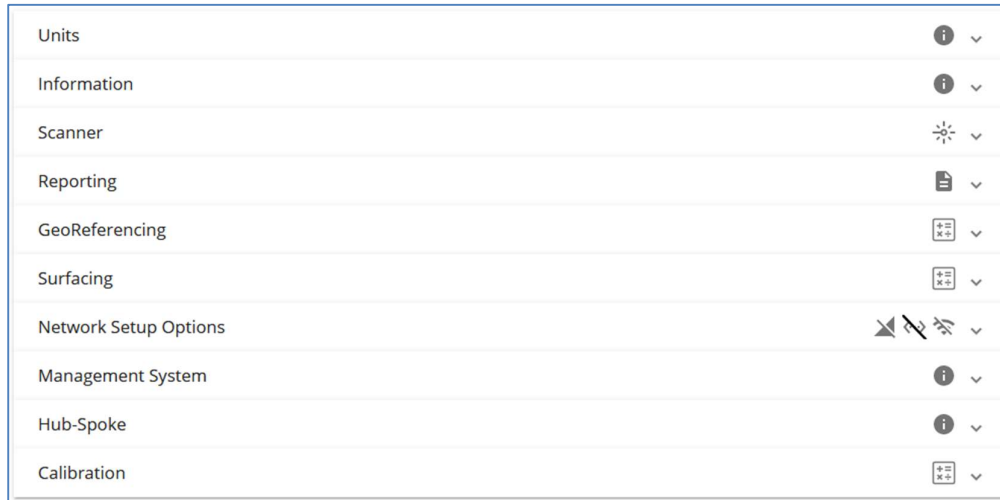 Units
Information
Scanner
Reporting
GeoReferencing
Surfacing
Network Setup Options
Management System
Hub-Spoke
Calibration